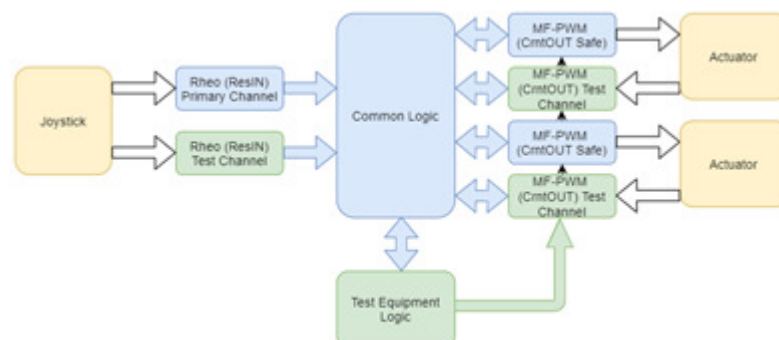 MF-PWM
(CrntOUT Safe)
Actuator
Rheo (ResIN)
Primary Channel
MF-PWM
(CrntOUT) Test
Channel
Joystick
Common Logic
Rheo (ResIN)
Test Channel
MF-PWM
(CrntOUT Safe)
Actuator
MF-PWM
(CrntOUT) Test
Channel
Test Equipment
Logic